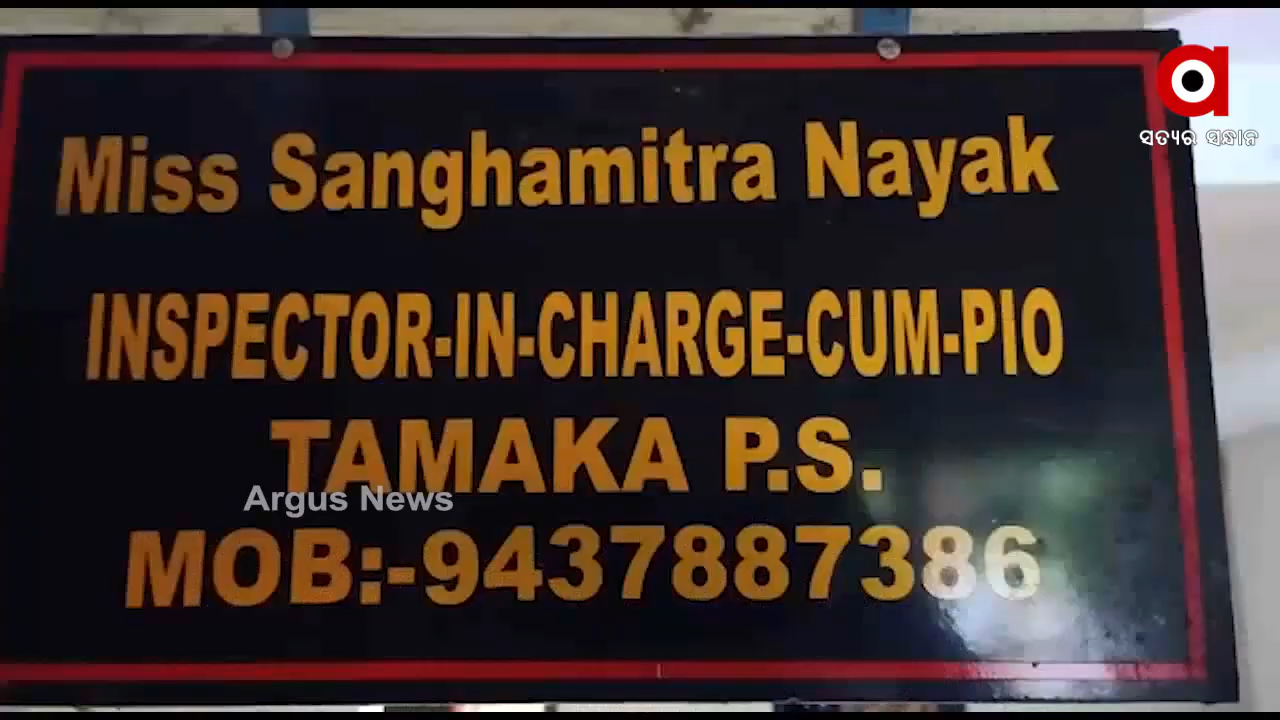 ସତ୍ୟର ସନ୍ଧାନ
Miss Sanghamitra Nayak
INSPECTOR-IN-CHARGE-CUM-PIO
TAMAKA P.S.
Argus News
MOB:-9437887386